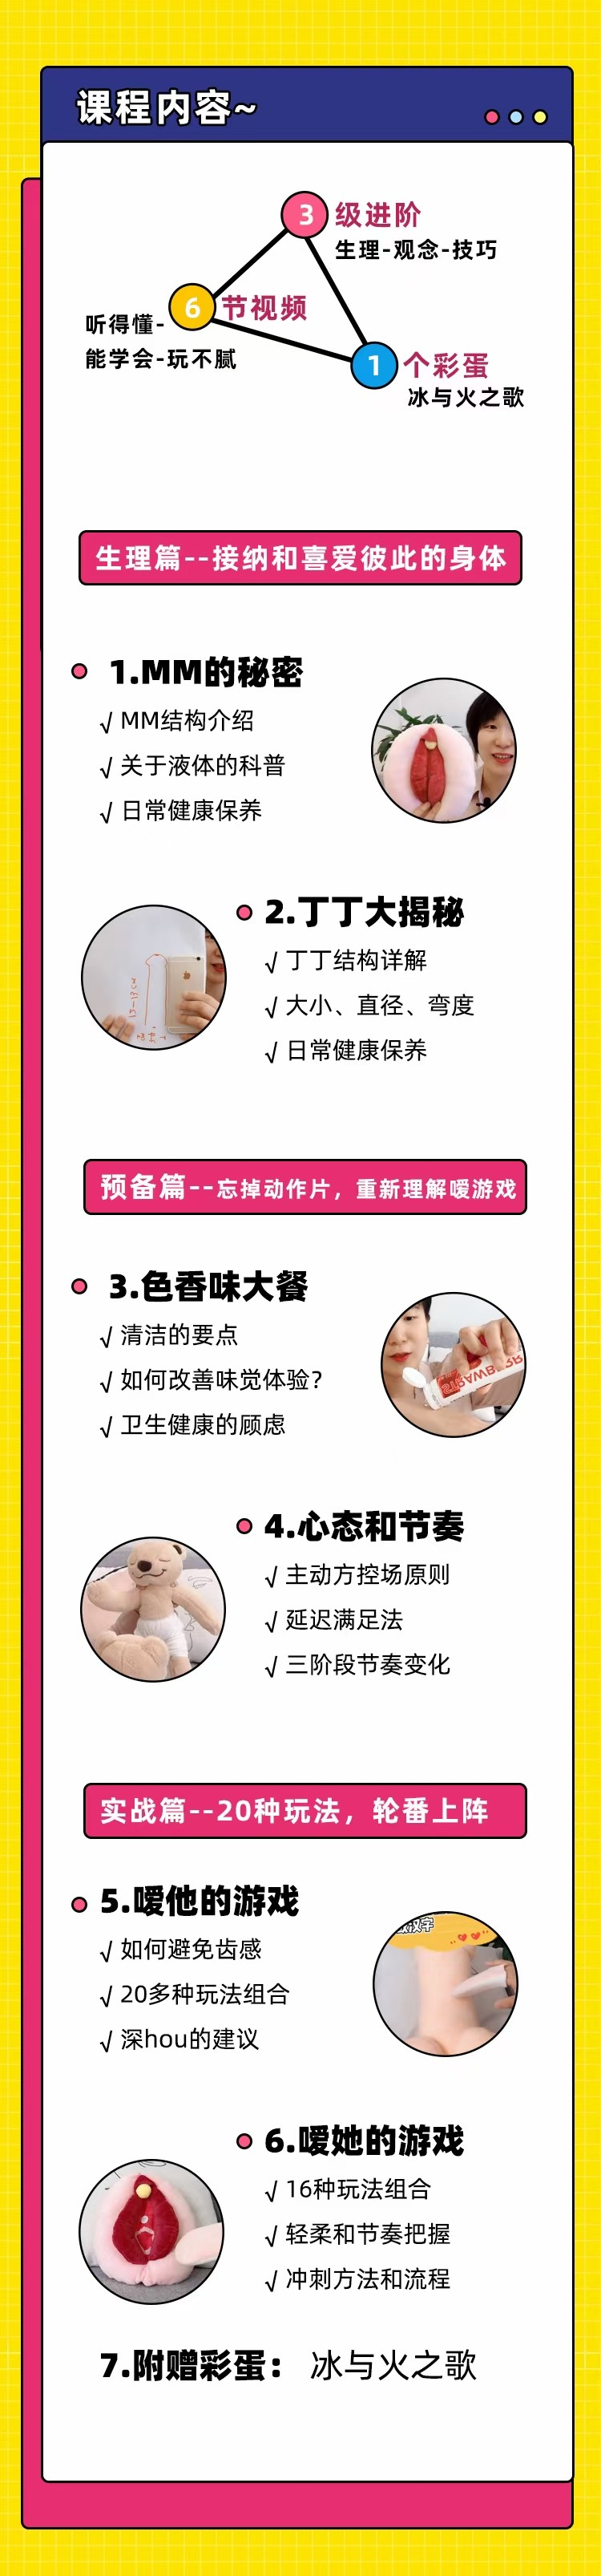 课程内容~
3 级进阶
生理-观念-技巧
6 节视频
听得懂-
能学会-玩不腻
1 个彩蛋
冰与火之歌
生理篇--接纳和喜爱彼此的身体
1.MM的秘密
√ MM结构介绍
√ 关于液体的科普
√ 日常健康保养
2.丁丁大揭秘
√ 丁丁结构详解
√ 大小、直径、弯度
√ 日常健康保养
预备篇--忘掉动作片，重新理解嗳游戏
3.色香味大餐
√ 清洁的要点
√ 如何改善味觉体验?
√ 卫生健康的顾虑
4.心态和节奏
√ 主动方控场原则
√ 延迟满足法
√ 三阶段节奏变化
实战篇--20种玩法，轮番上阵
5.嗳他的游戏
√ 如何避免齿感
√ 20多种玩法组合
√ 深hou的建议
汉字
6.嗳她的游戏
√ 16种玩法组合
√ 轻柔和节奏把握
√ 冲刺方法和流程
7.附赠彩蛋： 冰与火之歌